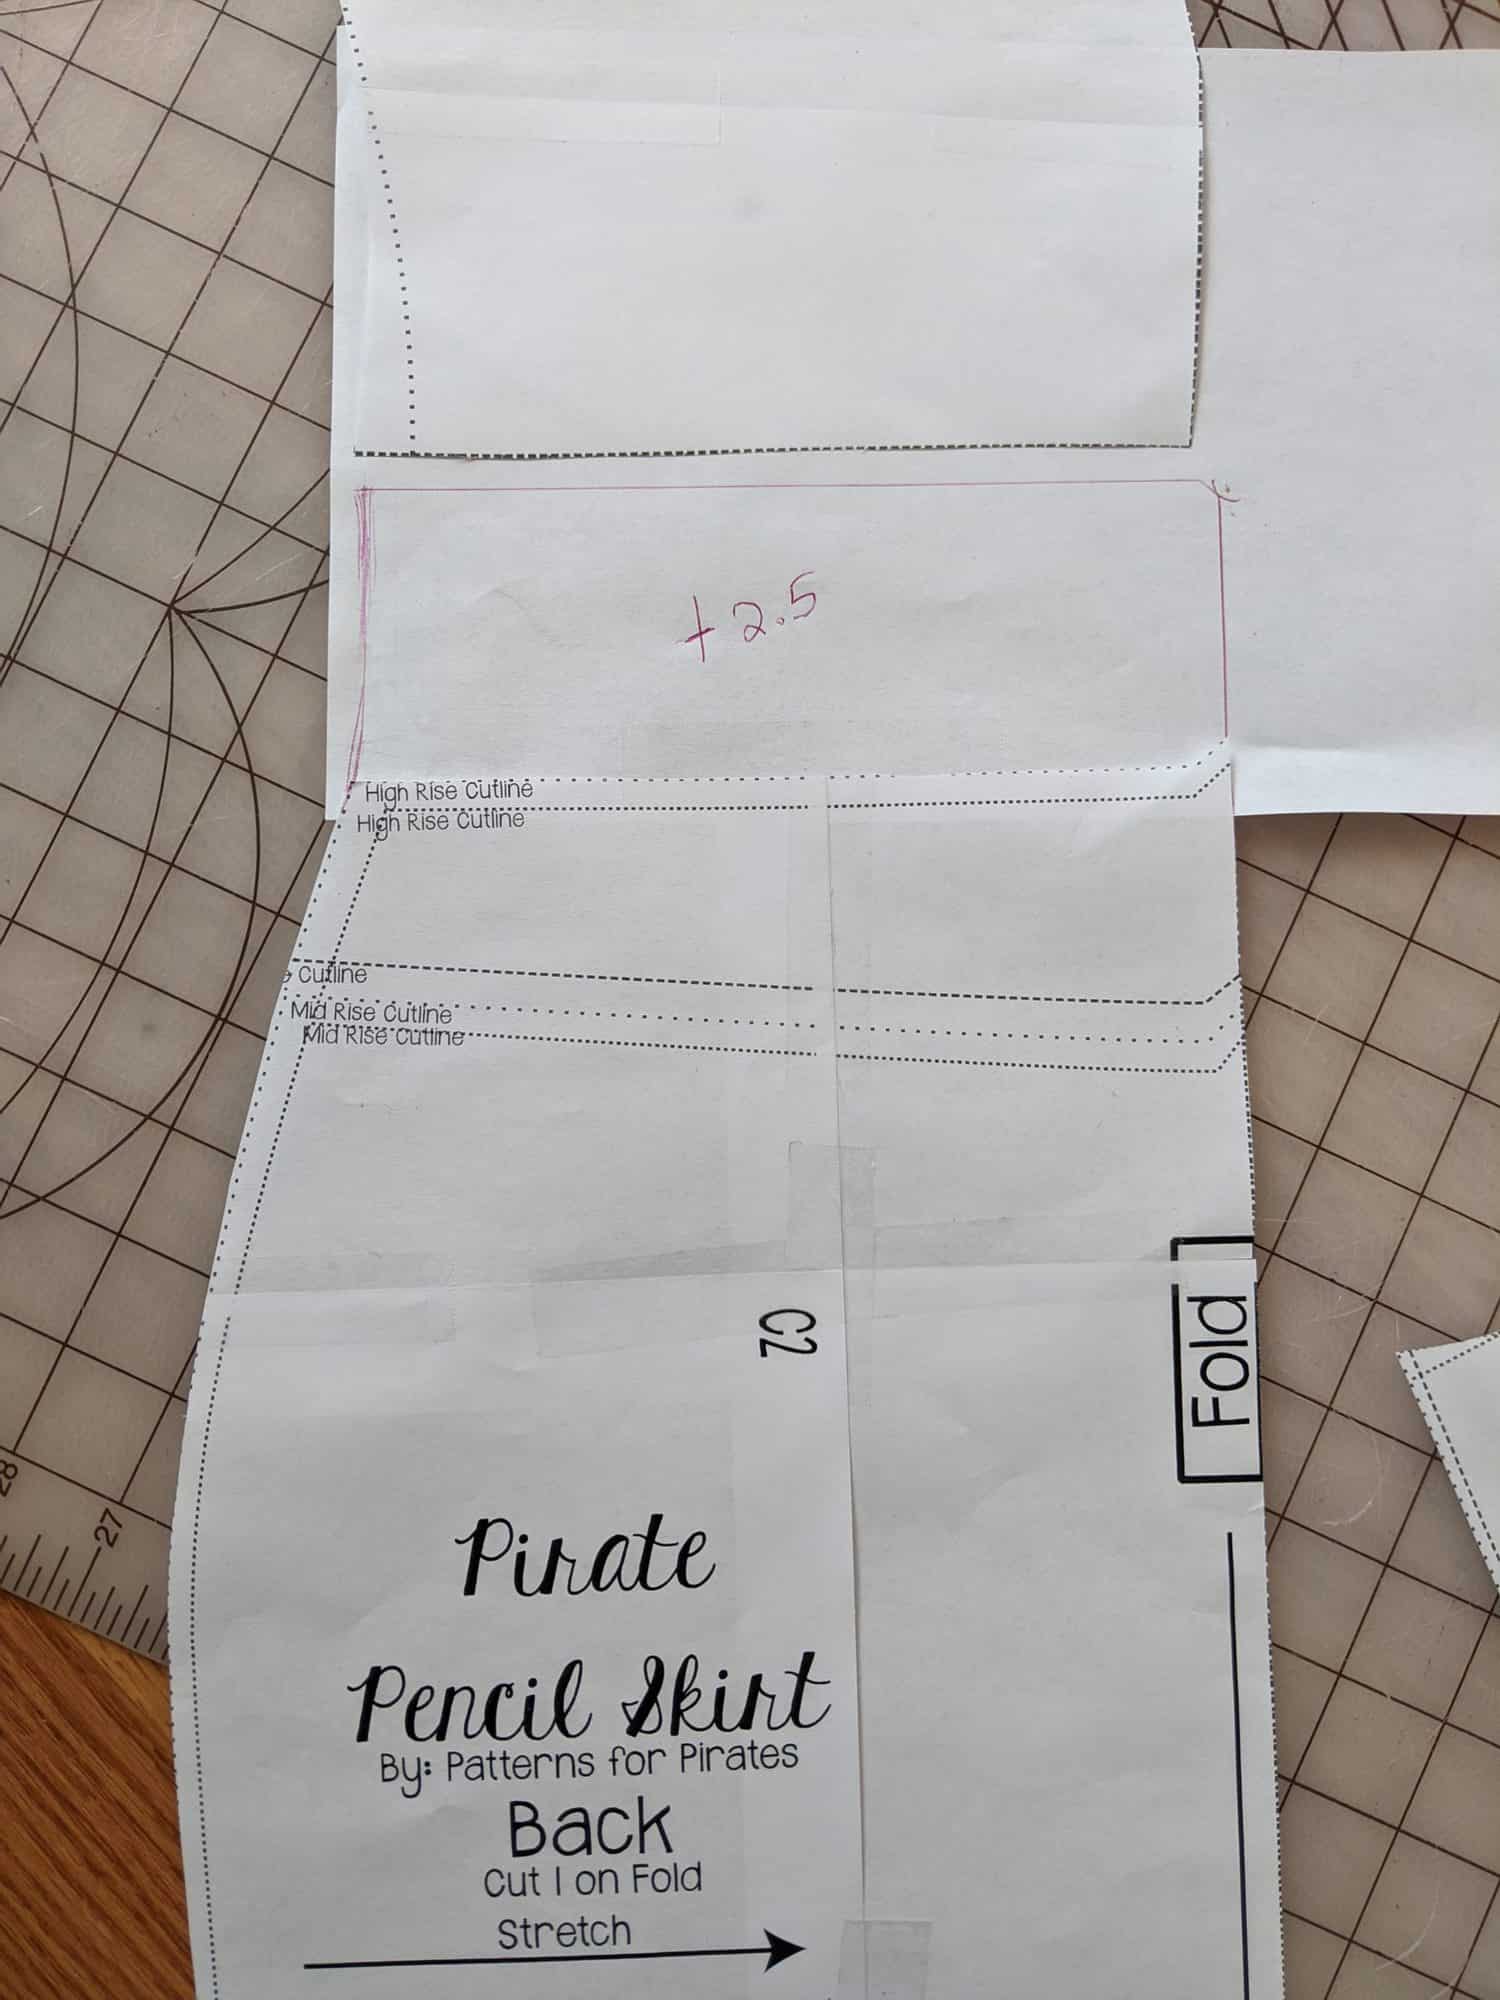 +2.5
High Rise Cutline
High Rise Cutline
Cutline
Mid Rise Cutline
Mid Rise Cutline
C2
Fold
28
27
Pirate
Pencil Skirt
By: Patterns for Pirates
Back
Cut 1 on Fold
Stretch